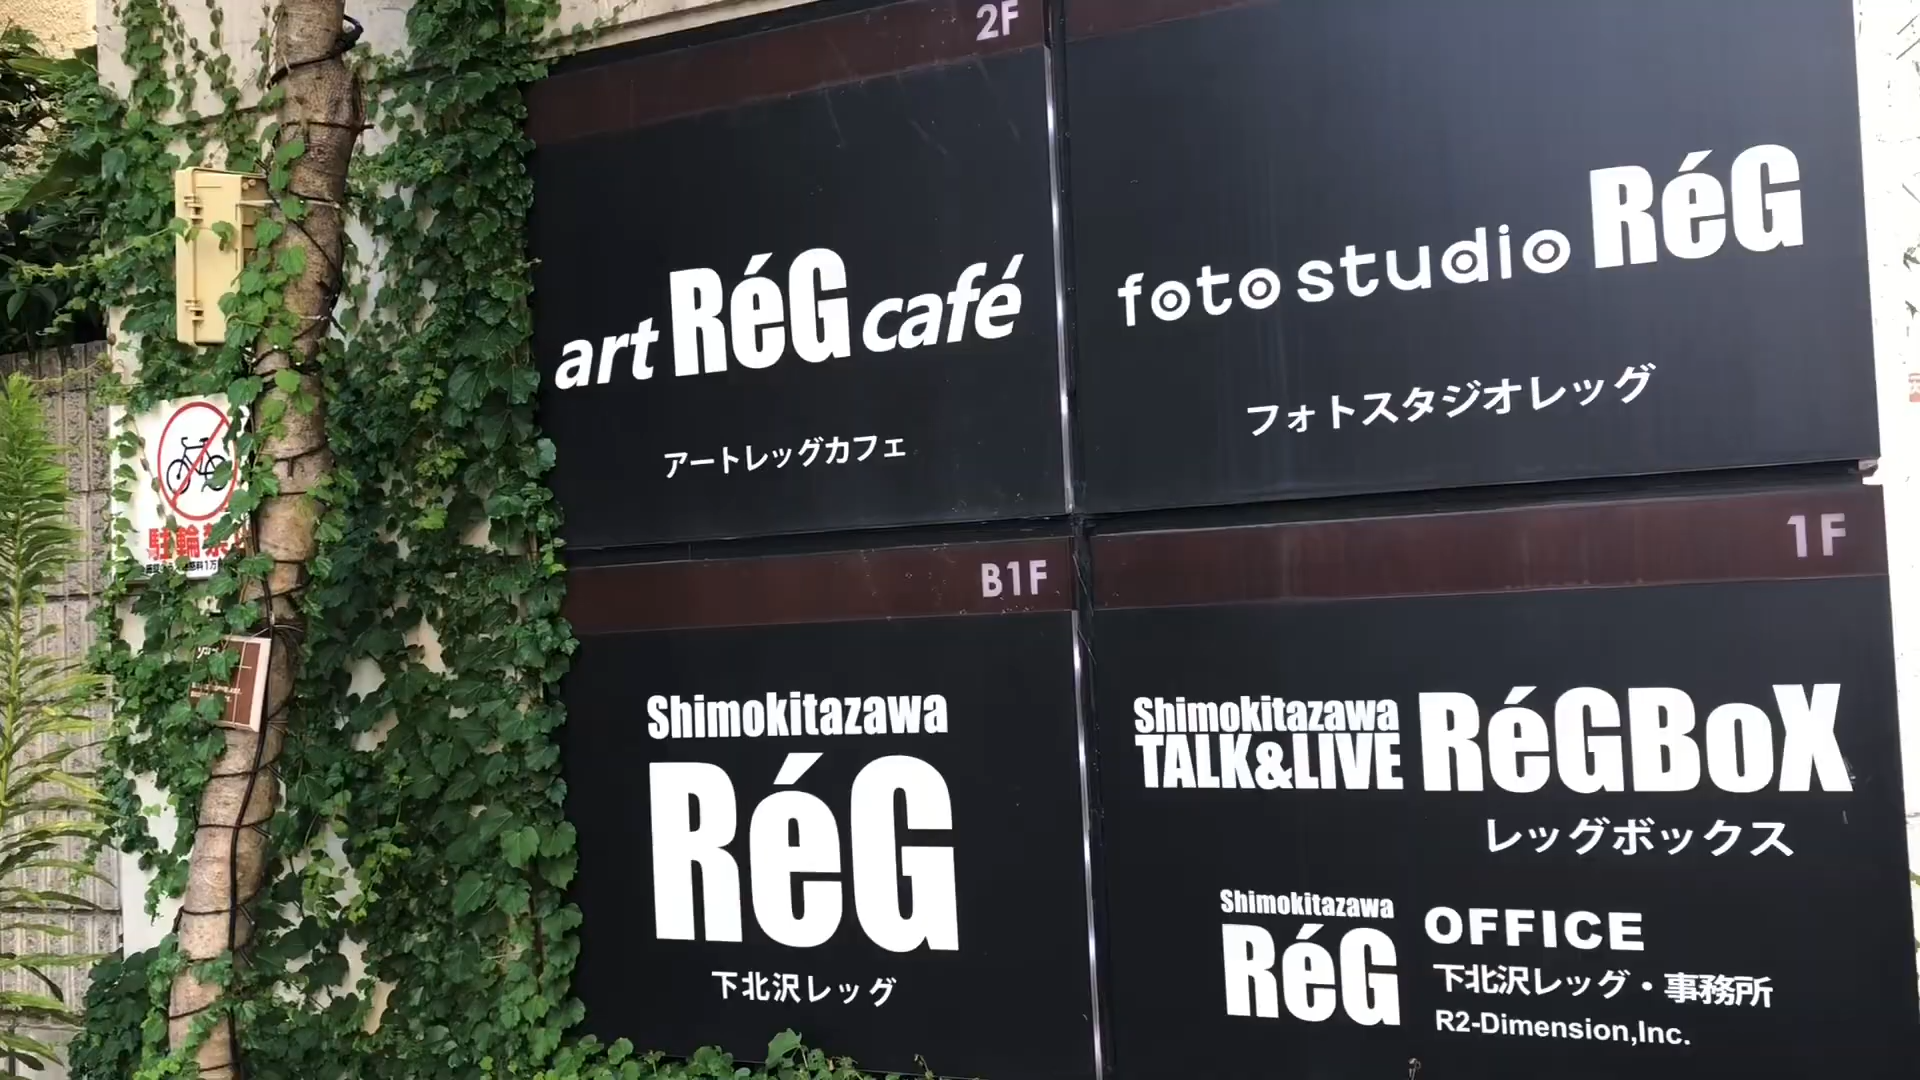 2F
art RéG café
アートレッグカフェ
foto studio RéG
フォトスタジオレッグ
B1F
Shimokitazawa
RéG
下北沢レッグ
1F
Shimokitazawa
TALK&LIVE
RéGBoX
レッグボックス
Shimokitazawa
RéG
OFFICE
下北沢レッグ・事務所
R2-Dimension,Inc.
駐輪禁